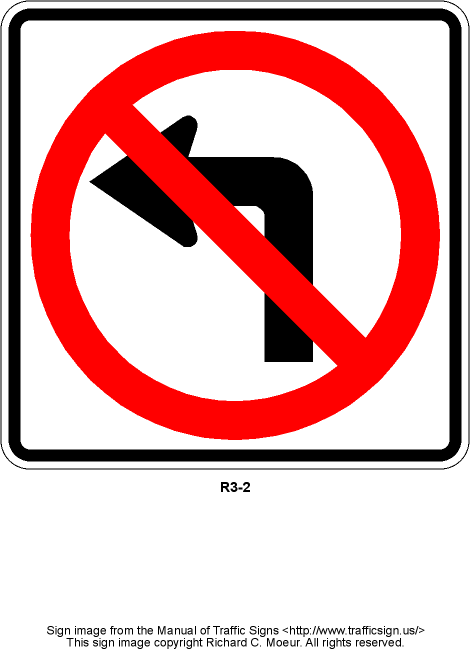 R3-2
Sign image from the Manual of Traffic Signs <http://www.trafficsign.us/>
This sign image copyright Richard C. Moeur. All rights reserved.